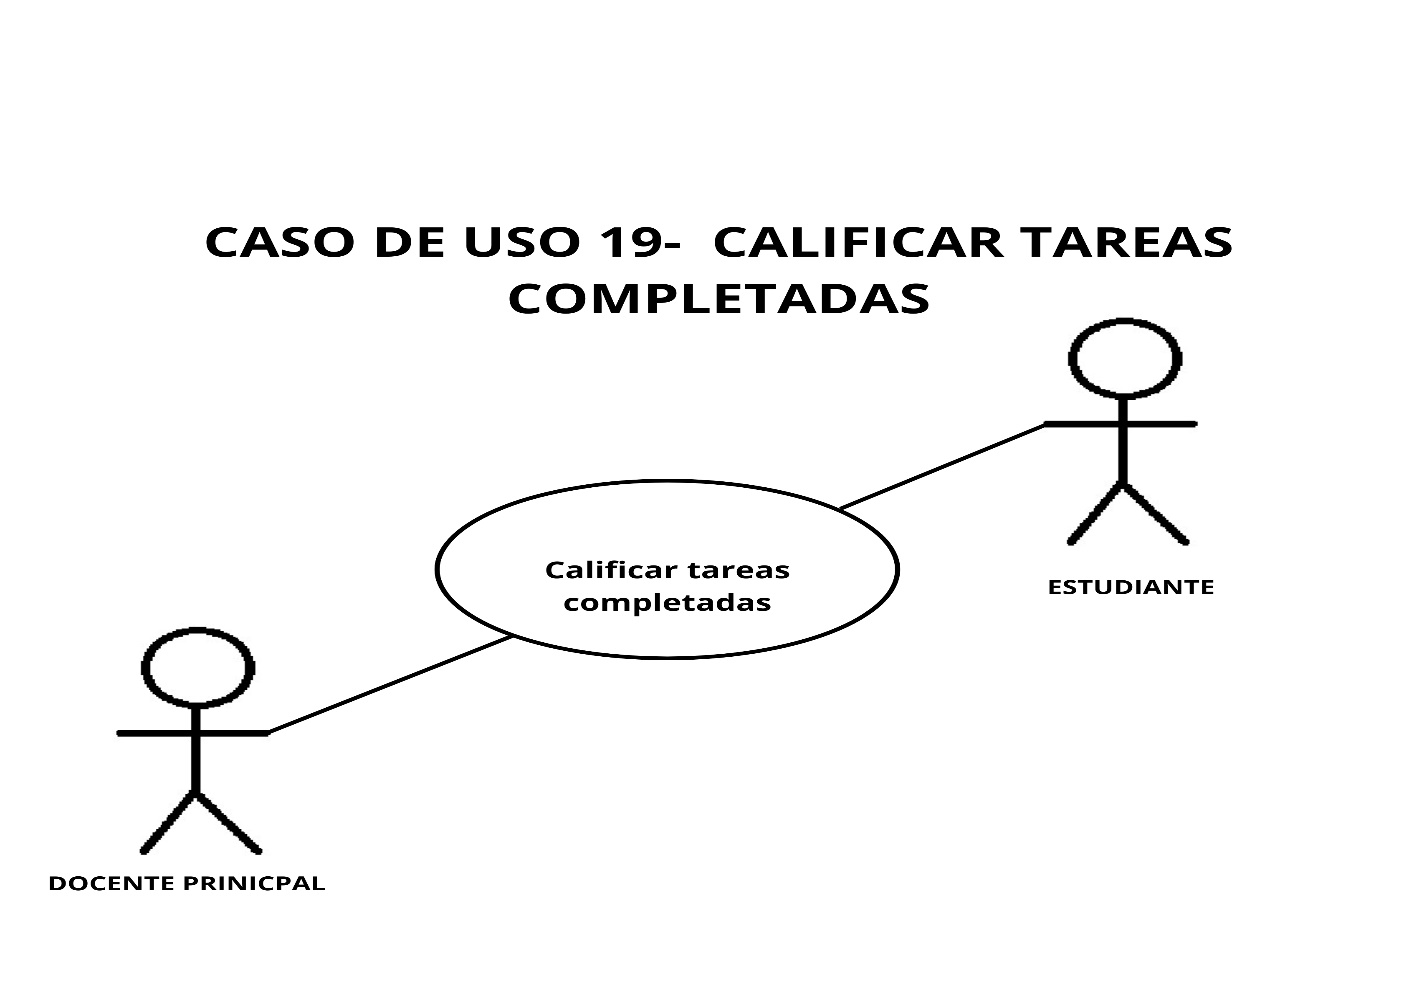 CASO DE USO 19-  CALIFICAR TAREAS
COMPLETADAS
Calificar tareas
completadas
ESTUDIANTE
DOCENTE PRINICPAL